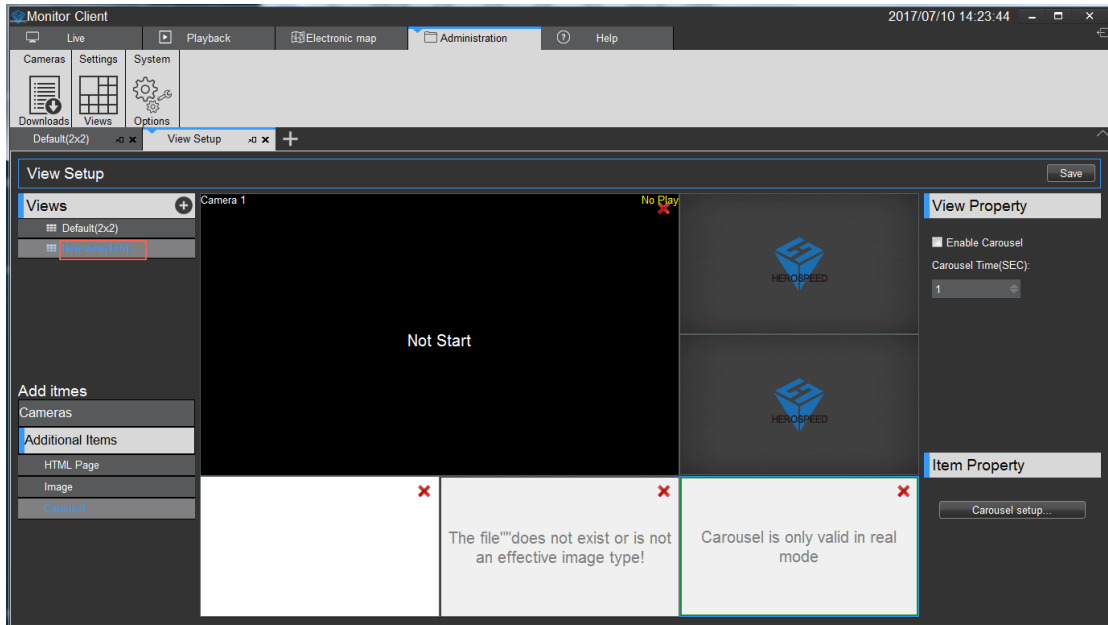 Monitor Client
2017/07/10 14:23:44
Live
Playback
Electronic map
Administration
Help
Cameras
Settings
System
Downloads
Views
Options
Default(2x2)
View Setup
View Setup
Save
Views
Default(2x2)
Camera 1
No Play
Not Start
HEROSPEED
HEROSPEED
View Property
Enable Carousel
Carousel Time(SEC):
1
Add itmes
Cameras
Additional Items
HTML Page
Image
Carousel
The file""does not exist or is not
an effective image type!
Carousel is only valid in real
mode
Item Property
Carousel setup...